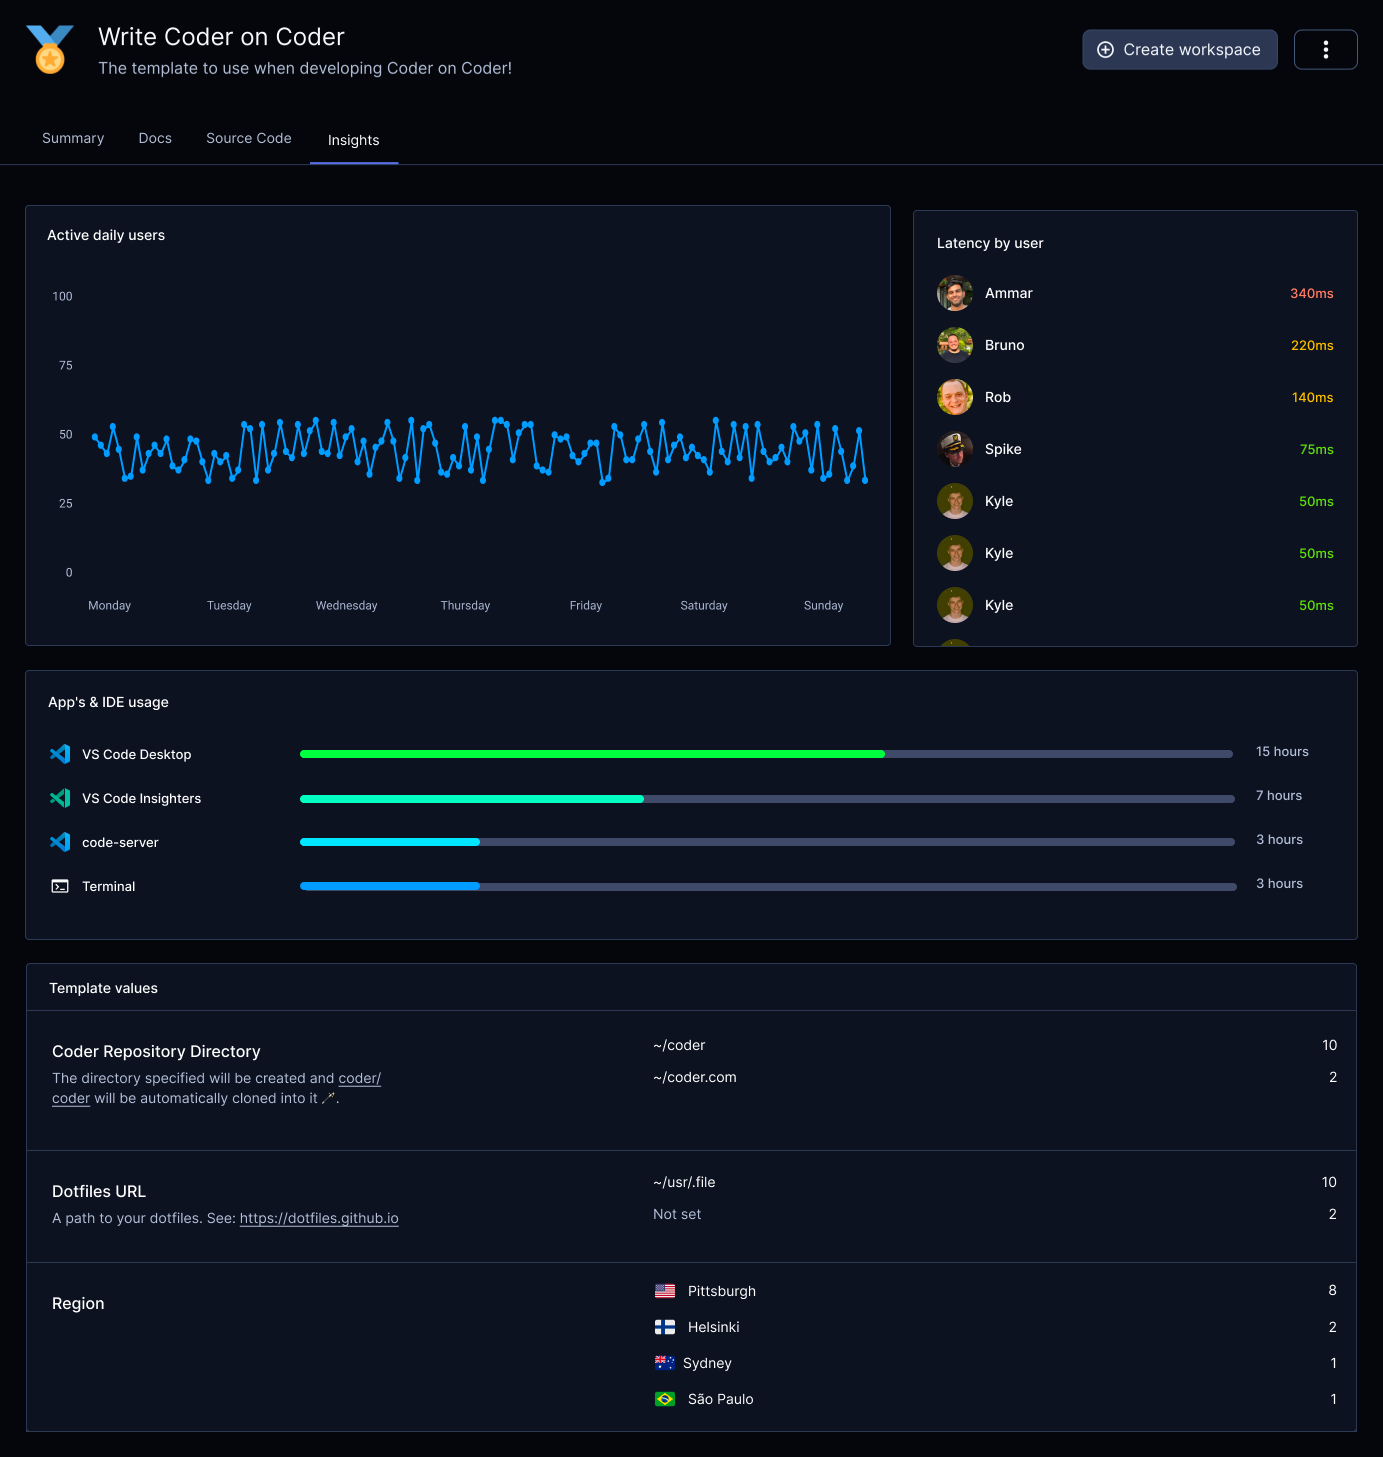 Write Coder on Coder
The template to use when developing Coder on Coder!
Create workspace
Summary
Docs
Source Code
Insights
Active daily users
100
75
50
25
0
Monday
Tuesday
Wednesday
Thursday
Friday
Saturday
Sunday
Latency by user
Ammar 340ms
Bruno 220ms
Rob 140ms
Spike 75ms
Kyle 50ms
Kyle 50ms
Kyle 50ms
App's & IDE usage
VS Code Desktop 15 hours
VS Code Insighters 7 hours
code-server 3 hours
Terminal 3 hours
Template values
Coder Repository Directory
The directory specified will be created and coder/
coder will be automatically cloned into it 🪄.
~/coder 10
~/coder.com 2
Dotfiles URL
A path to your dotfiles. See: https://dotfiles.github.io
~/usr/.file 10
Not set 2
Region
Pittsburgh 8
Helsinki 2
Sydney 1
São Paulo 1